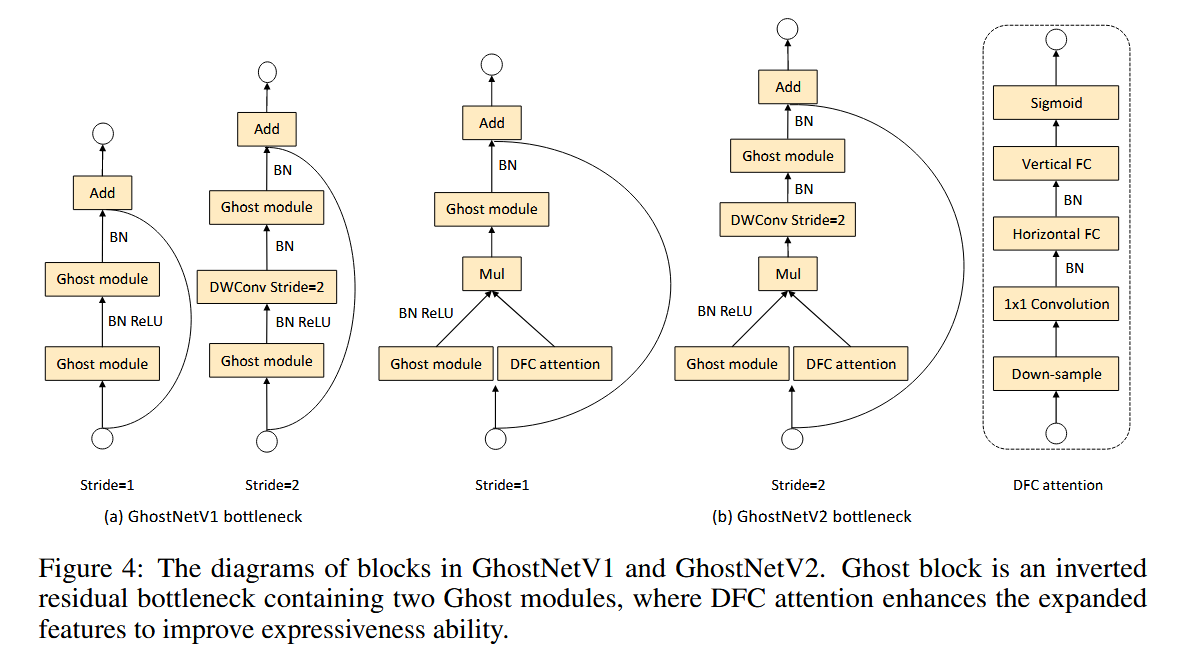 Add
BN
Ghost module
BN ReLU
Ghost module
Stride=1
Add
BN
Ghost module
BN
DWConv Stride=2
BN ReLU
Ghost module
Stride=2
(a) GhostNetV1 bottleneck
Add
BN
Ghost module
Mul
BN ReLU
Ghost module
DFC attention
Stride=1
Add
BN
Ghost module
BN
DWConv Stride=2
Mul
BN ReLU
Ghost module
DFC attention
Stride=2
(b) GhostNetV2 bottleneck
Sigmoid
Vertical FC
BN
Horizontal FC
BN
1x1 Convolution
Down-sample
DFC attention
Figure 4: The diagrams of blocks in GhostNetV1 and GhostNetV2. Ghost block is an inverted
residual bottleneck containing two Ghost modules, where DFC attention enhances the expanded
features to improve expressiveness ability.